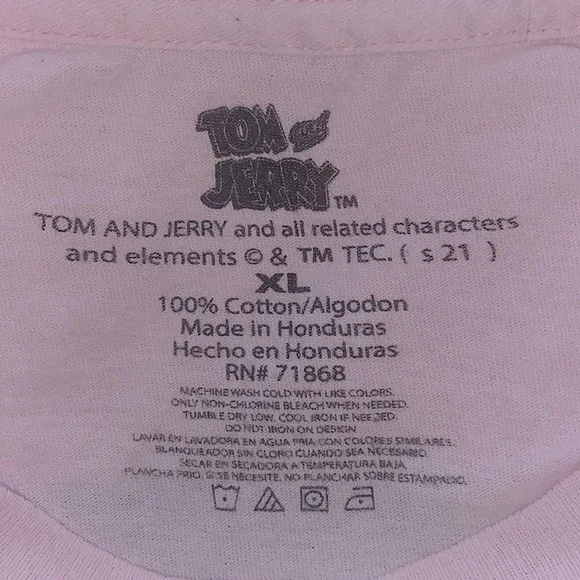 TOM and
JERRY TM
TOM AND JERRY and all related characters
and elements © & TM TEC. ( s 21 )
XL
100% Cotton/Algodon
Made in Honduras
Hecho en Honduras
RN# 71868
MACHINE WASH COLD WITH LIKE COLORS.
ONLY NON-CHLORINE BLEACH WHEN NEEDED.
TUMBLE DRY LOW. COOL IRON IF NEEDED.
DO NOT IRON ON DESIGN
LAVAR EN LAVADORA EN AGUA FRIA CON COLORES SIMILARES.
BLANQUEADOR SIN CLORO CUANDO SEA NECESARIO.
SECAR EN SECADORA A TEMPERATURA BAJA.
PLANCHA FRIO, SI SE NECESITE. NO PLANCHAR SOBRE ESTAMPADO.